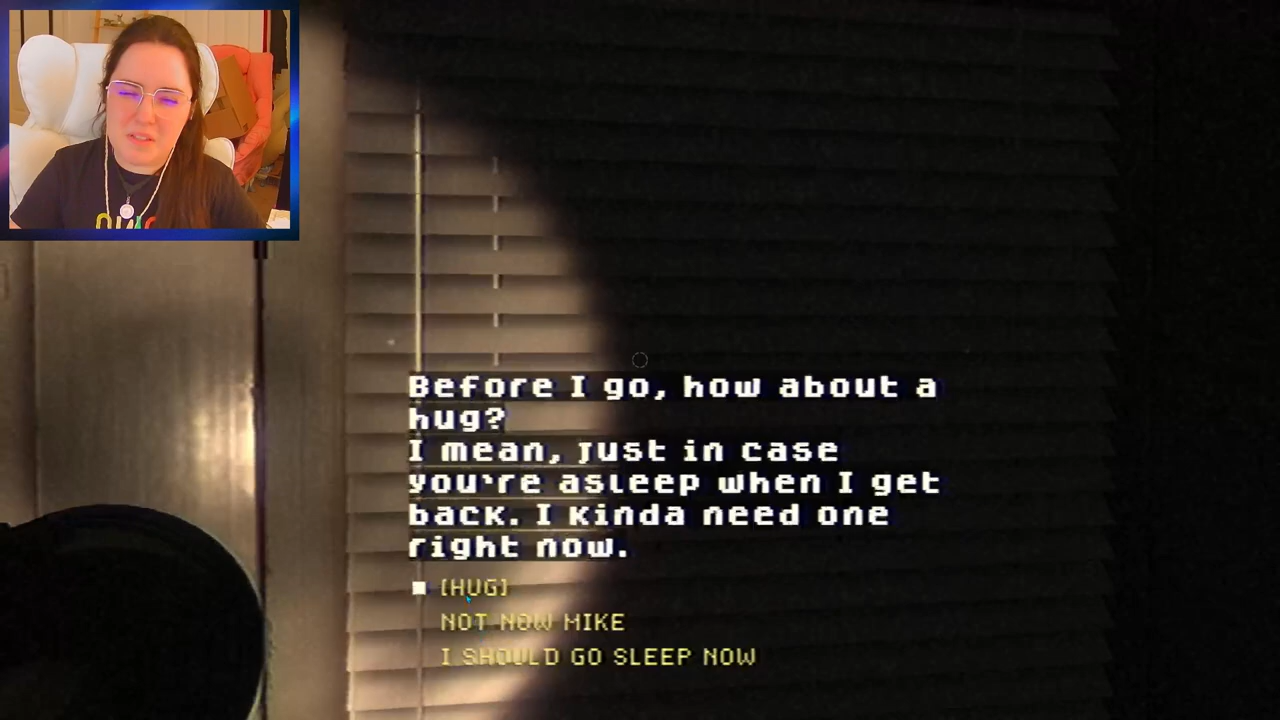 Before I go, how about a
hug?
I mean, just in case
you're asleep when I get
back. I kinda need one
right now.
[HUG]
NOT NOW MIKE
I SHOULD GO SLEEP NOW